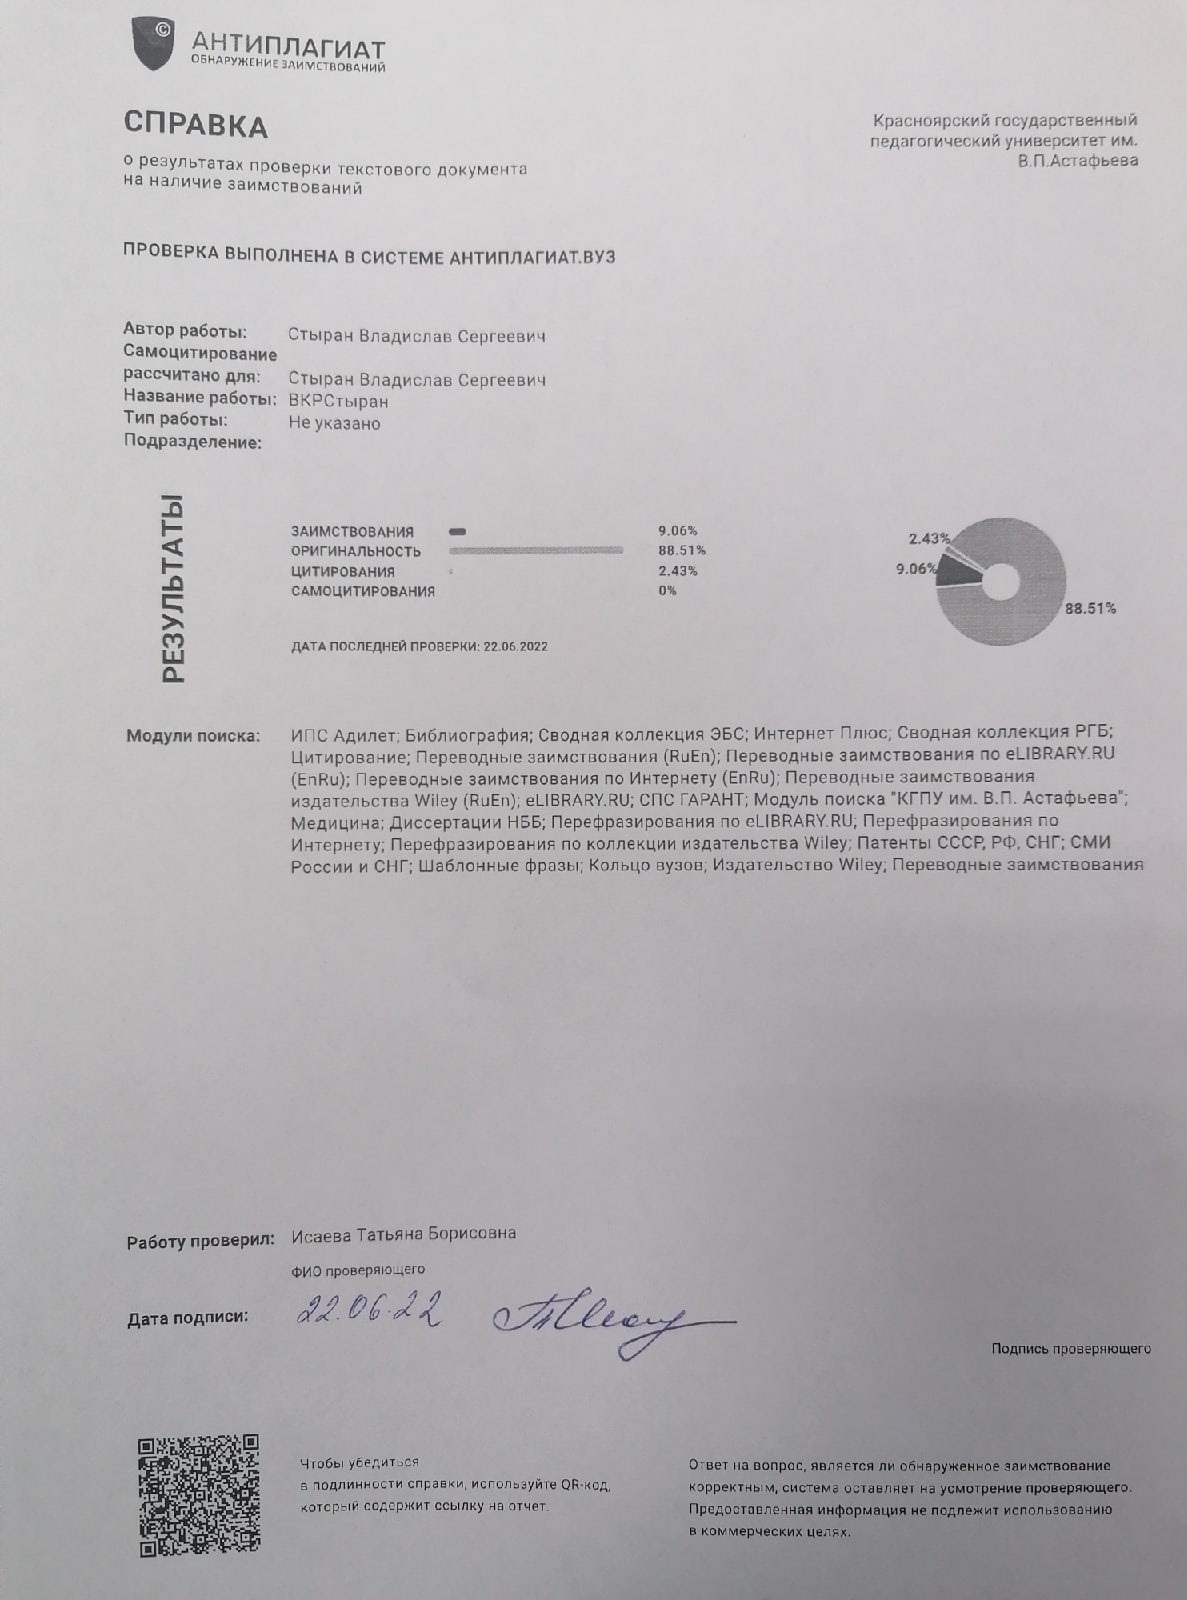 ©
АНТИПЛАГИАТ
ОБНАРУЖЕНИЕ ЗАИМСТВОВАНИЙ
СПРАВКА
о результатах проверки текстового документа
на наличие заимствований
Красноярский государственный
педагогический университет им.
В.П.Астафьева
ПРОВЕРКА ВЫПОЛНЕНА В СИСТЕМЕ АНТИПЛАГИАТ.ВУЗ
Автор работы: Стыран Владислав Сергеевич
Самоцитирование
рассчитано для: Стыран Владислав Сергеевич
Название работы: ВКРСтыран
Тип работы: Не указано
Подразделение:
РЕЗУЛЬТАТЫ
ЗАИМСТВОВАНИЯ 9.06%
ОРИГИНАЛЬНОСТЬ 88.51%
ЦИТИРОВАНИЯ 2.43%
САМОЦИТИРОВАНИЯ 0%
2.43%
9.06%
88.51%
ДАТА ПОСЛЕДНЕЙ ПРОВЕРКИ: 22.06.2022
Модули поиска: ИПС Адилет; Библиография; Сводная коллекция ЭБС; Интернет Плюс; Сводная коллекция РГБ;
Цитирование; Переводные заимствования (RuEn); Переводные заимствования по eLIBRARY.RU
(EnRu); Переводные заимствования по Интернету (EnRu); Переводные заимствования
издательства Wiley (RuEn); eLIBRARY.RU; СПС ГАРАНТ; Модуль поиска "КГПУ им. В.П. Астафьева";
Медицина; Диссертации НББ; Перефразирования по eLIBRARY.RU; Перефразирования по
Интернету; Перефразирования по коллекции издательства Wiley; Патенты СССР, РФ, СНГ; СМИ
России и СНГ; Шаблонные фразы; Кольцо вузов; Издательство Wiley; Переводные заимствования
Работу проверил: Исаева Татьяна Борисовна
ФИО проверяющего
Дата подписи: 22.06.22
Подпись проверяющего
Чтобы убедиться
в подлинности справки, используйте QR-код,
который содержит ссылку на отчет.
Ответ на вопрос, является ли обнаруженное заимствование
корректным, система оставляет на усмотрение проверяющего.
Предоставленная информация не подлежит использованию
в коммерческих целях.